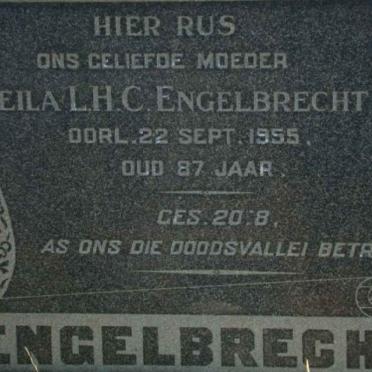 HIER RUS
ONS GELIEFDE MOEDER
EILA L.H.C. ENGELBRECHT
OORL. 22 SEPT. 1955.
OUD 87 JAAR.
GES. 20:8.
AS ONS DIE DOODSVALLEI BETR
ENGELBRECH